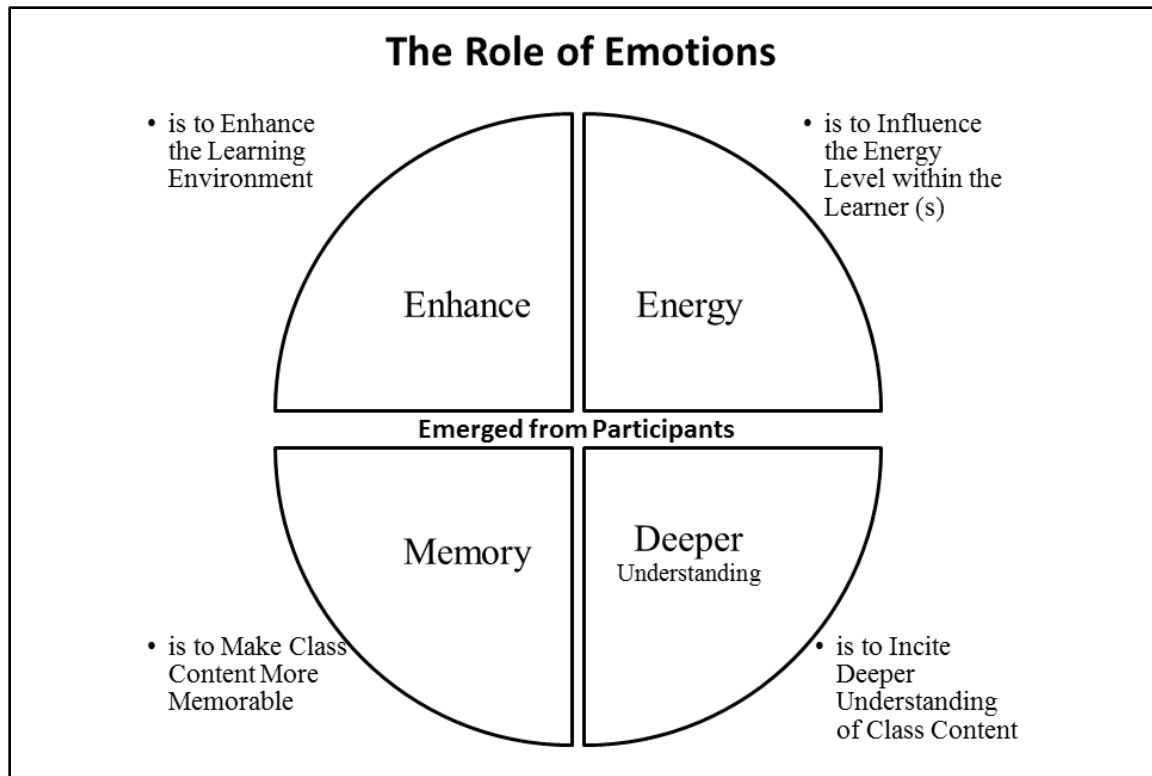 The Role of Emotions
• is to Enhance
the Learning
Environment
• is to Influence
the Energy
Level within the
Learner (s)
Enhance
Energy
Emerged from Participants
Memory
Deeper
Understanding
• is to Make Class
Content More
Memorable
• is to Incite
Deeper
Understanding
of Class Content